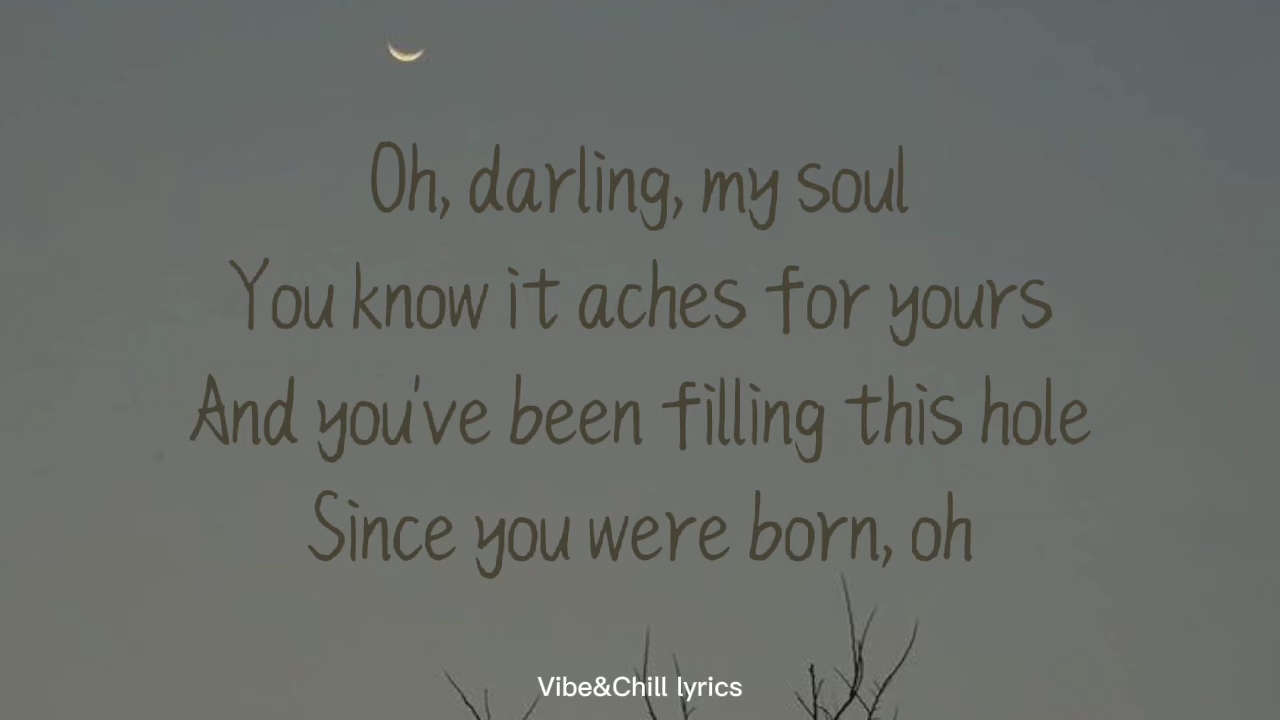 Oh, darling, my soul
You know it aches for yours
And you've been filling this hole
Since you were born, oh
Vibe&Chill lyrics